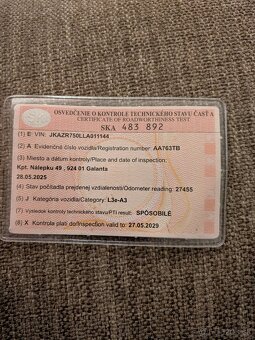 SK
OSVEDČENIE O KONTROLE TECHNICKÉHO STAVU ČASŤ A
CERTIFICATE OF ROADWORTHINESS TEST
SKA 483 892
(1) E VIN: JKAZR750LLA011144
(2) A Evidenčné číslo vozidla/Registration number: AA763TB
(3) Miesto a dátum kontroly/Place and date of inspection:
Kpt. Nálepku 49 , 924 01 Galanta
28.05.2025
(4) Stav počítadla prejdenej vzdialenosti/Odometer reading: 27455
(5) J Kategória vozidla/Category: L3e-A3
(7) Výsledok kontroly technického stavu/PTI result: SPÔSOBILÉ
(8) X Kontrola platí do/Inspection valid to: 27.05.2029